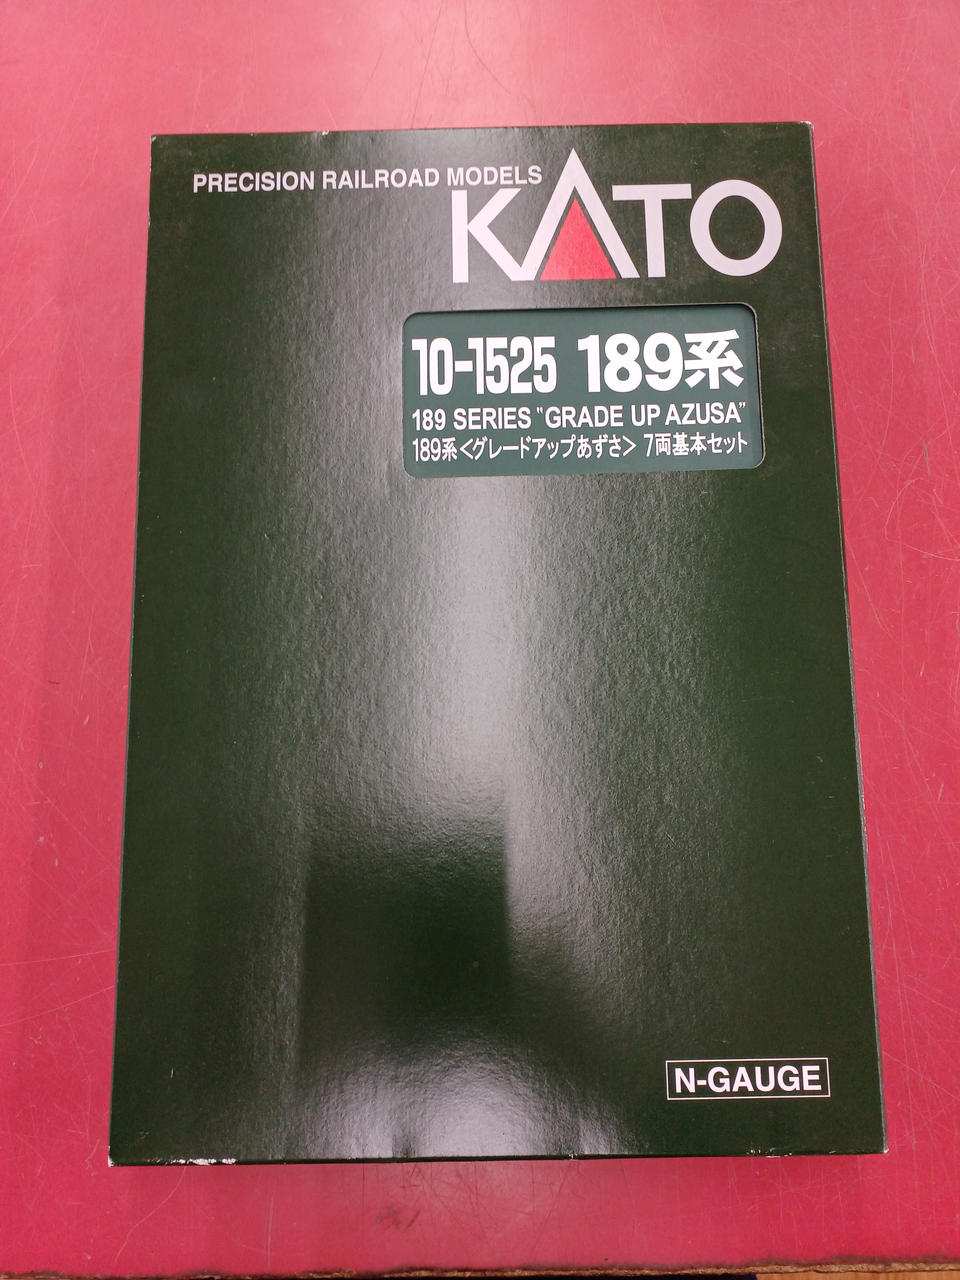 PRECISION RAILROAD MODELS
KATO
10-1525 189系
189 SERIES "GRADE UP AZUSA"
189系<グレードアップあずさ> 7両基本セット
N-GAUGE